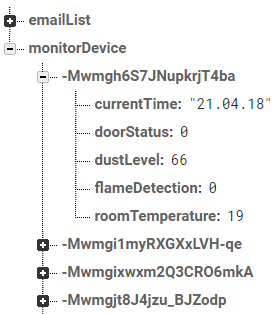 emailList
monitorDevice
-Mwmgh6S7JNupkrjT4ba
currentTime: "21.04.18"
doorStatus: 0
dustLevel: 66
flameDetection: 0
roomTemperature: 19
-Mwmgi1myRXGXxLVH-qe
-Mwmgixwxm2Q3CRO6mkA
-Mwmgjt8J4jzu_BJZodp